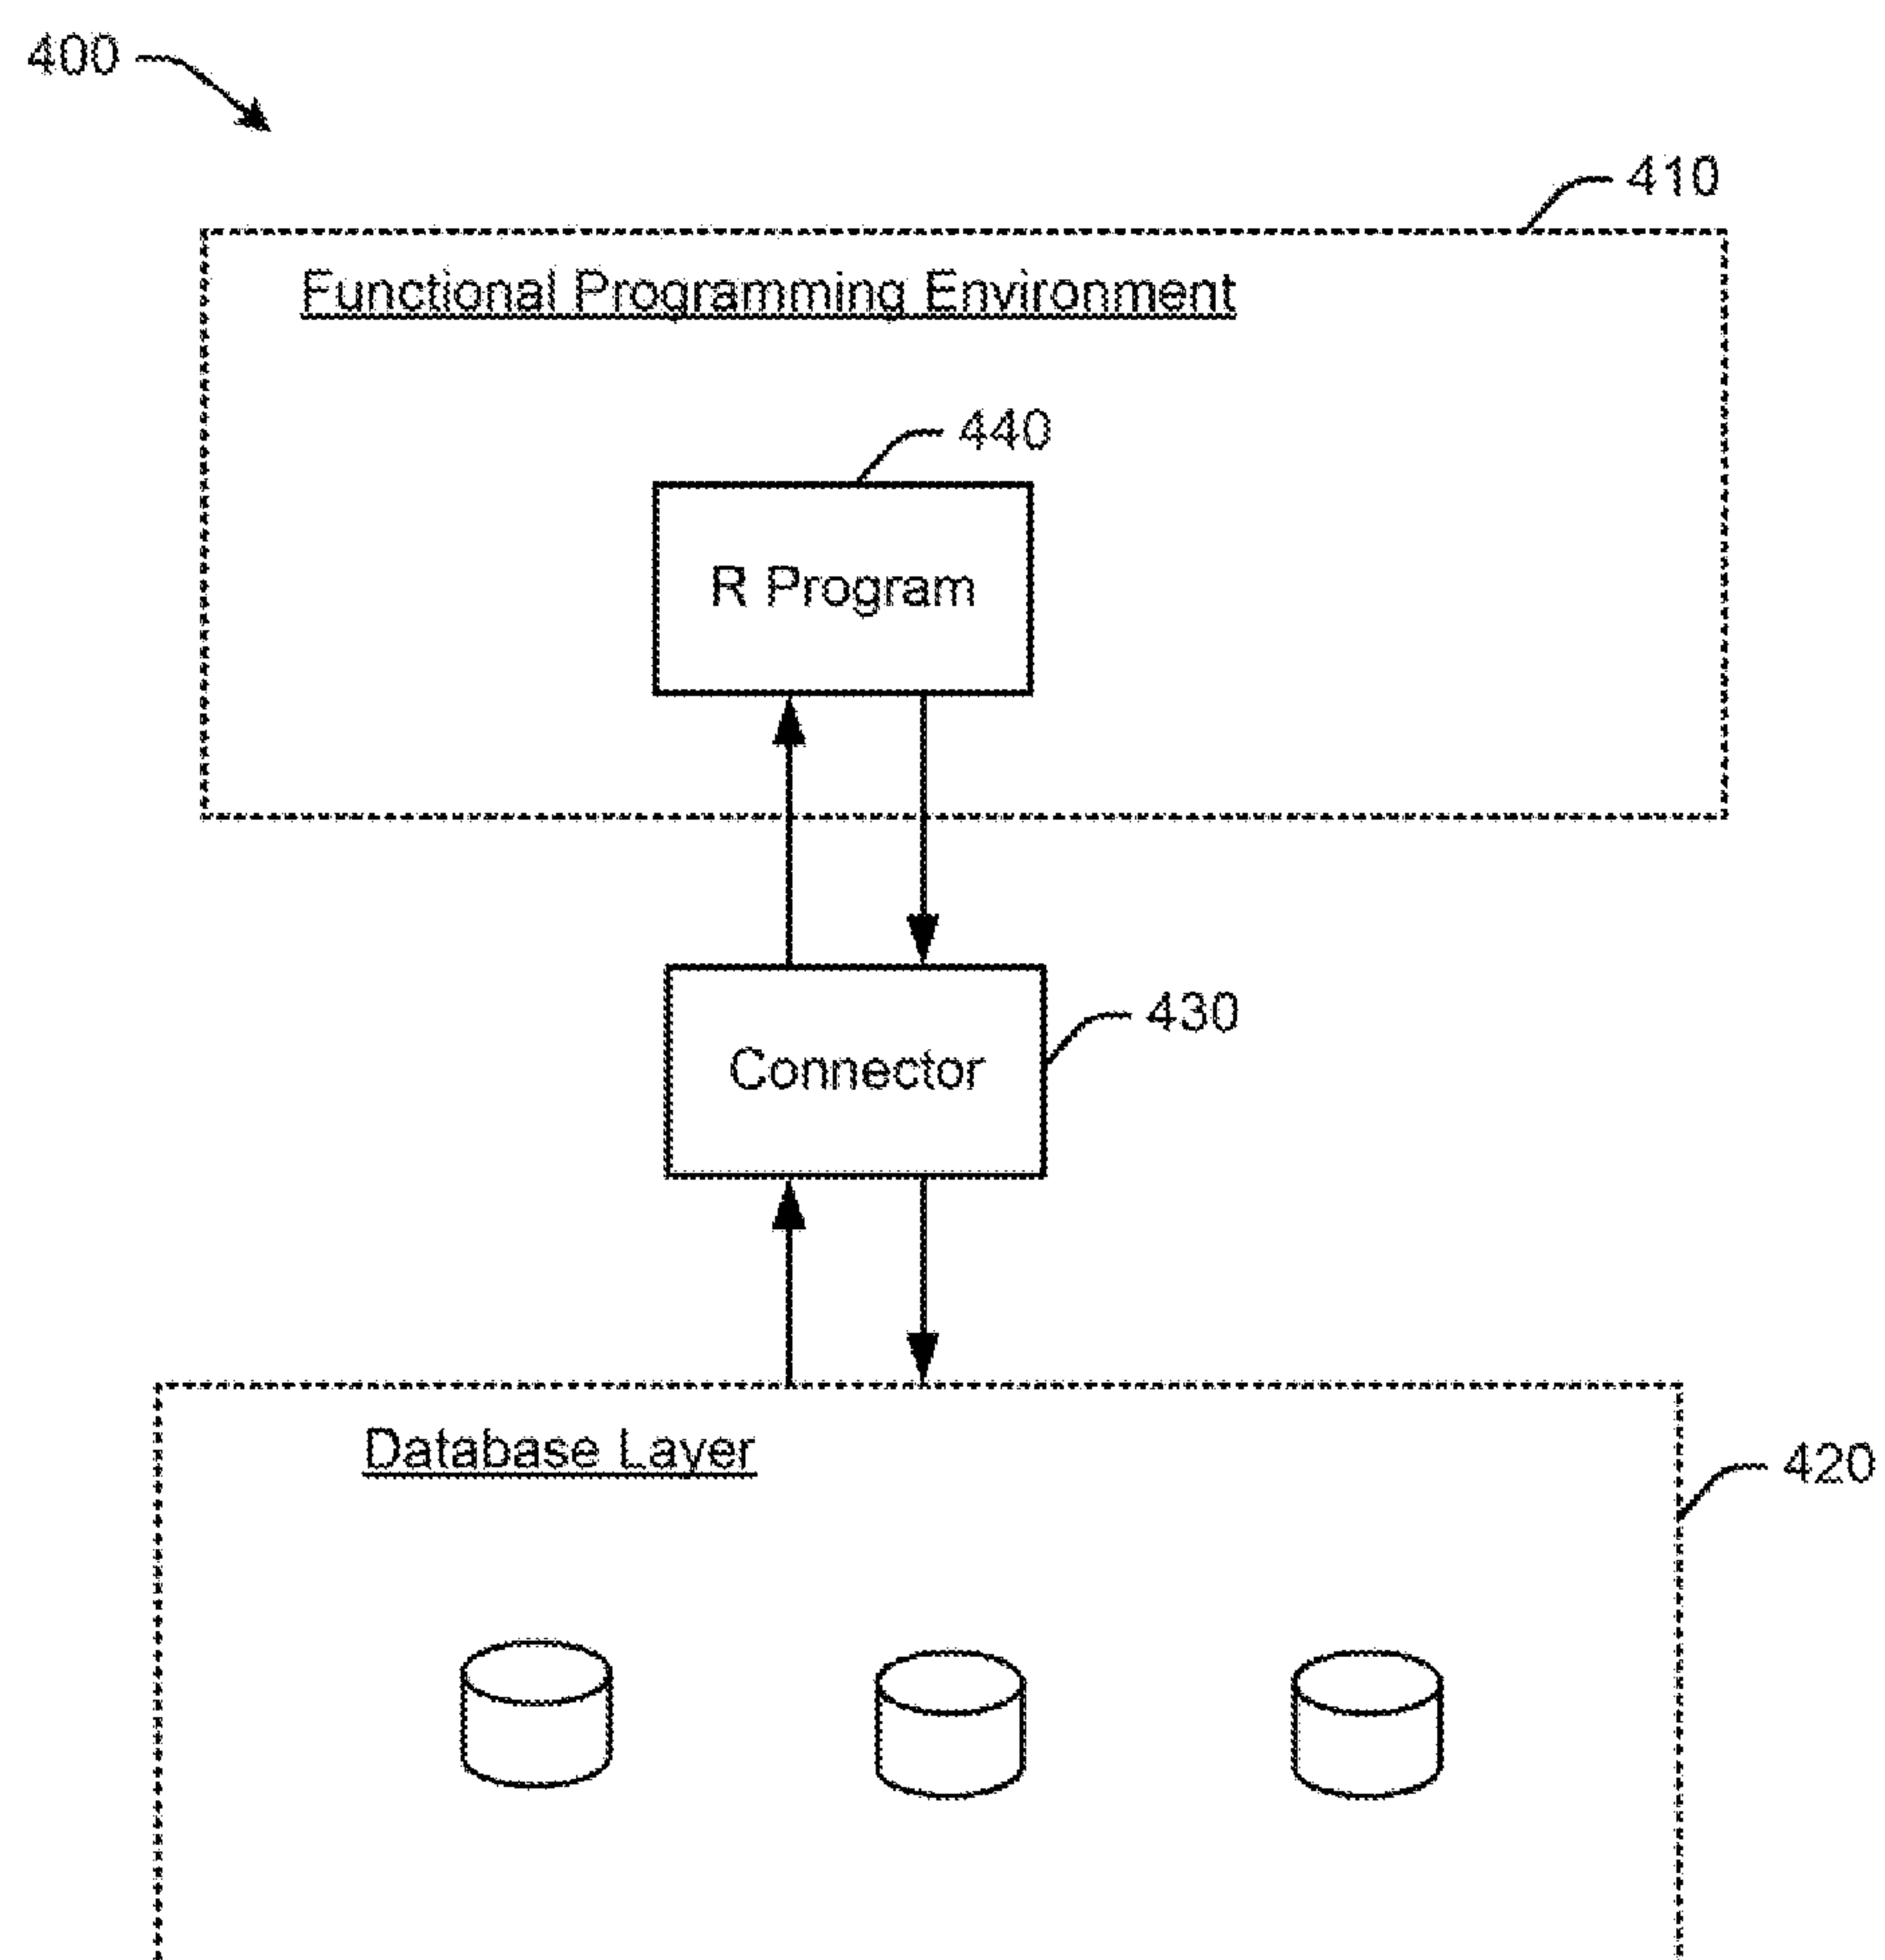 400
410
Functional Programming Environment
440
R Program
430
Connector
Database Layer
420